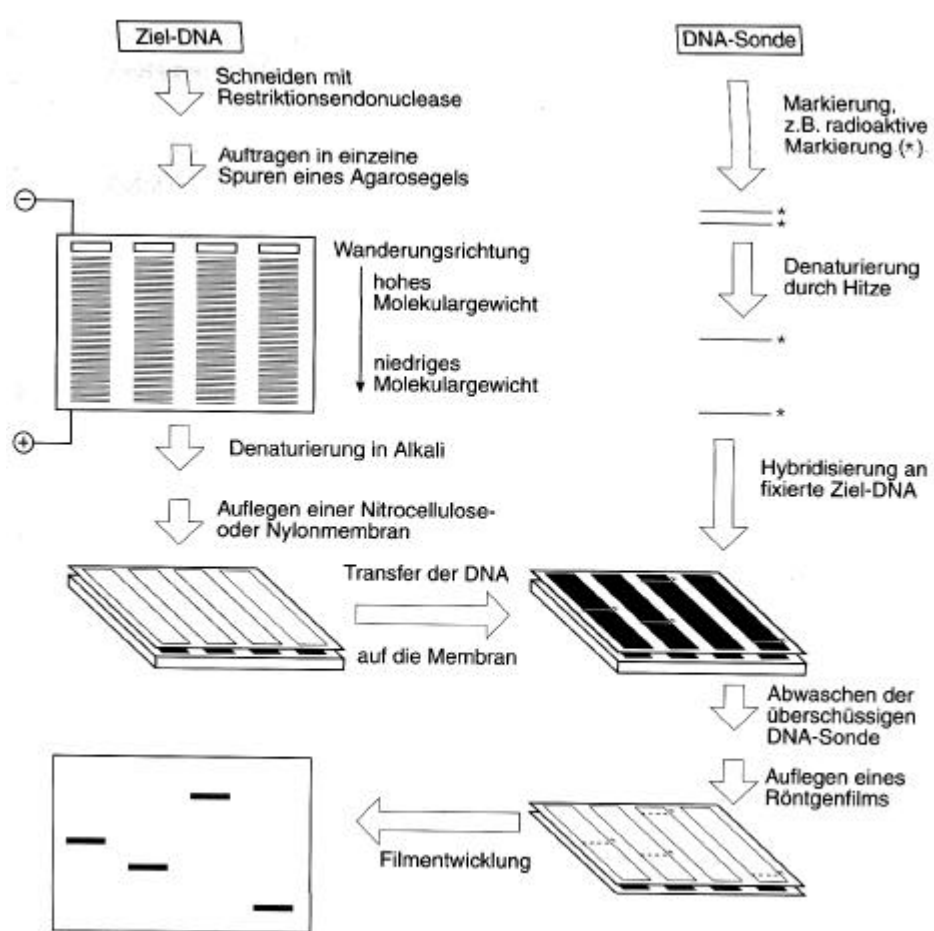 Ziel-DNA
Schneiden mit
Restriktionsendonuclease
Auftragen in einzelne
Spuren eines Agarosegels
−
Wanderungsrichtung
hohes
Molekulargewicht
niedriges
Molekulargewicht
+
Denaturierung in Alkali
Auflegen einer Nitrocellulose-
oder Nylonmembran
Transfer der DNA
auf die Membran
DNA-Sonde
Markierung,
z.B. radioaktive
Markierung (*).
*
*
Denaturierung
durch Hitze
*
*
Hybridisierung an
fixierte Ziel-DNA
Abwaschen der
überschüssigen
DNA-Sonde
Auflegen eines
Röntgenfilms
Filmentwicklung